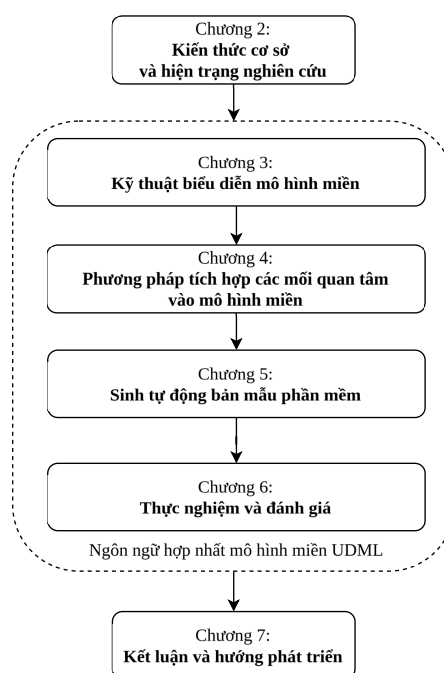 Chương 2:
Kiến thức cơ sở
và hiện trạng nghiên cứu
Chương 3:
Kỹ thuật biểu diễn mô hình miền
Chương 4:
Phương pháp tích hợp các mối quan tâm
vào mô hình miền
Chương 5:
Sinh tự động bản mẫu phần mềm
Chương 6:
Thực nghiệm và đánh giá
Ngôn ngữ hợp nhất mô hình miền UDML
Chương 7:
Kết luận và hướng phát triển